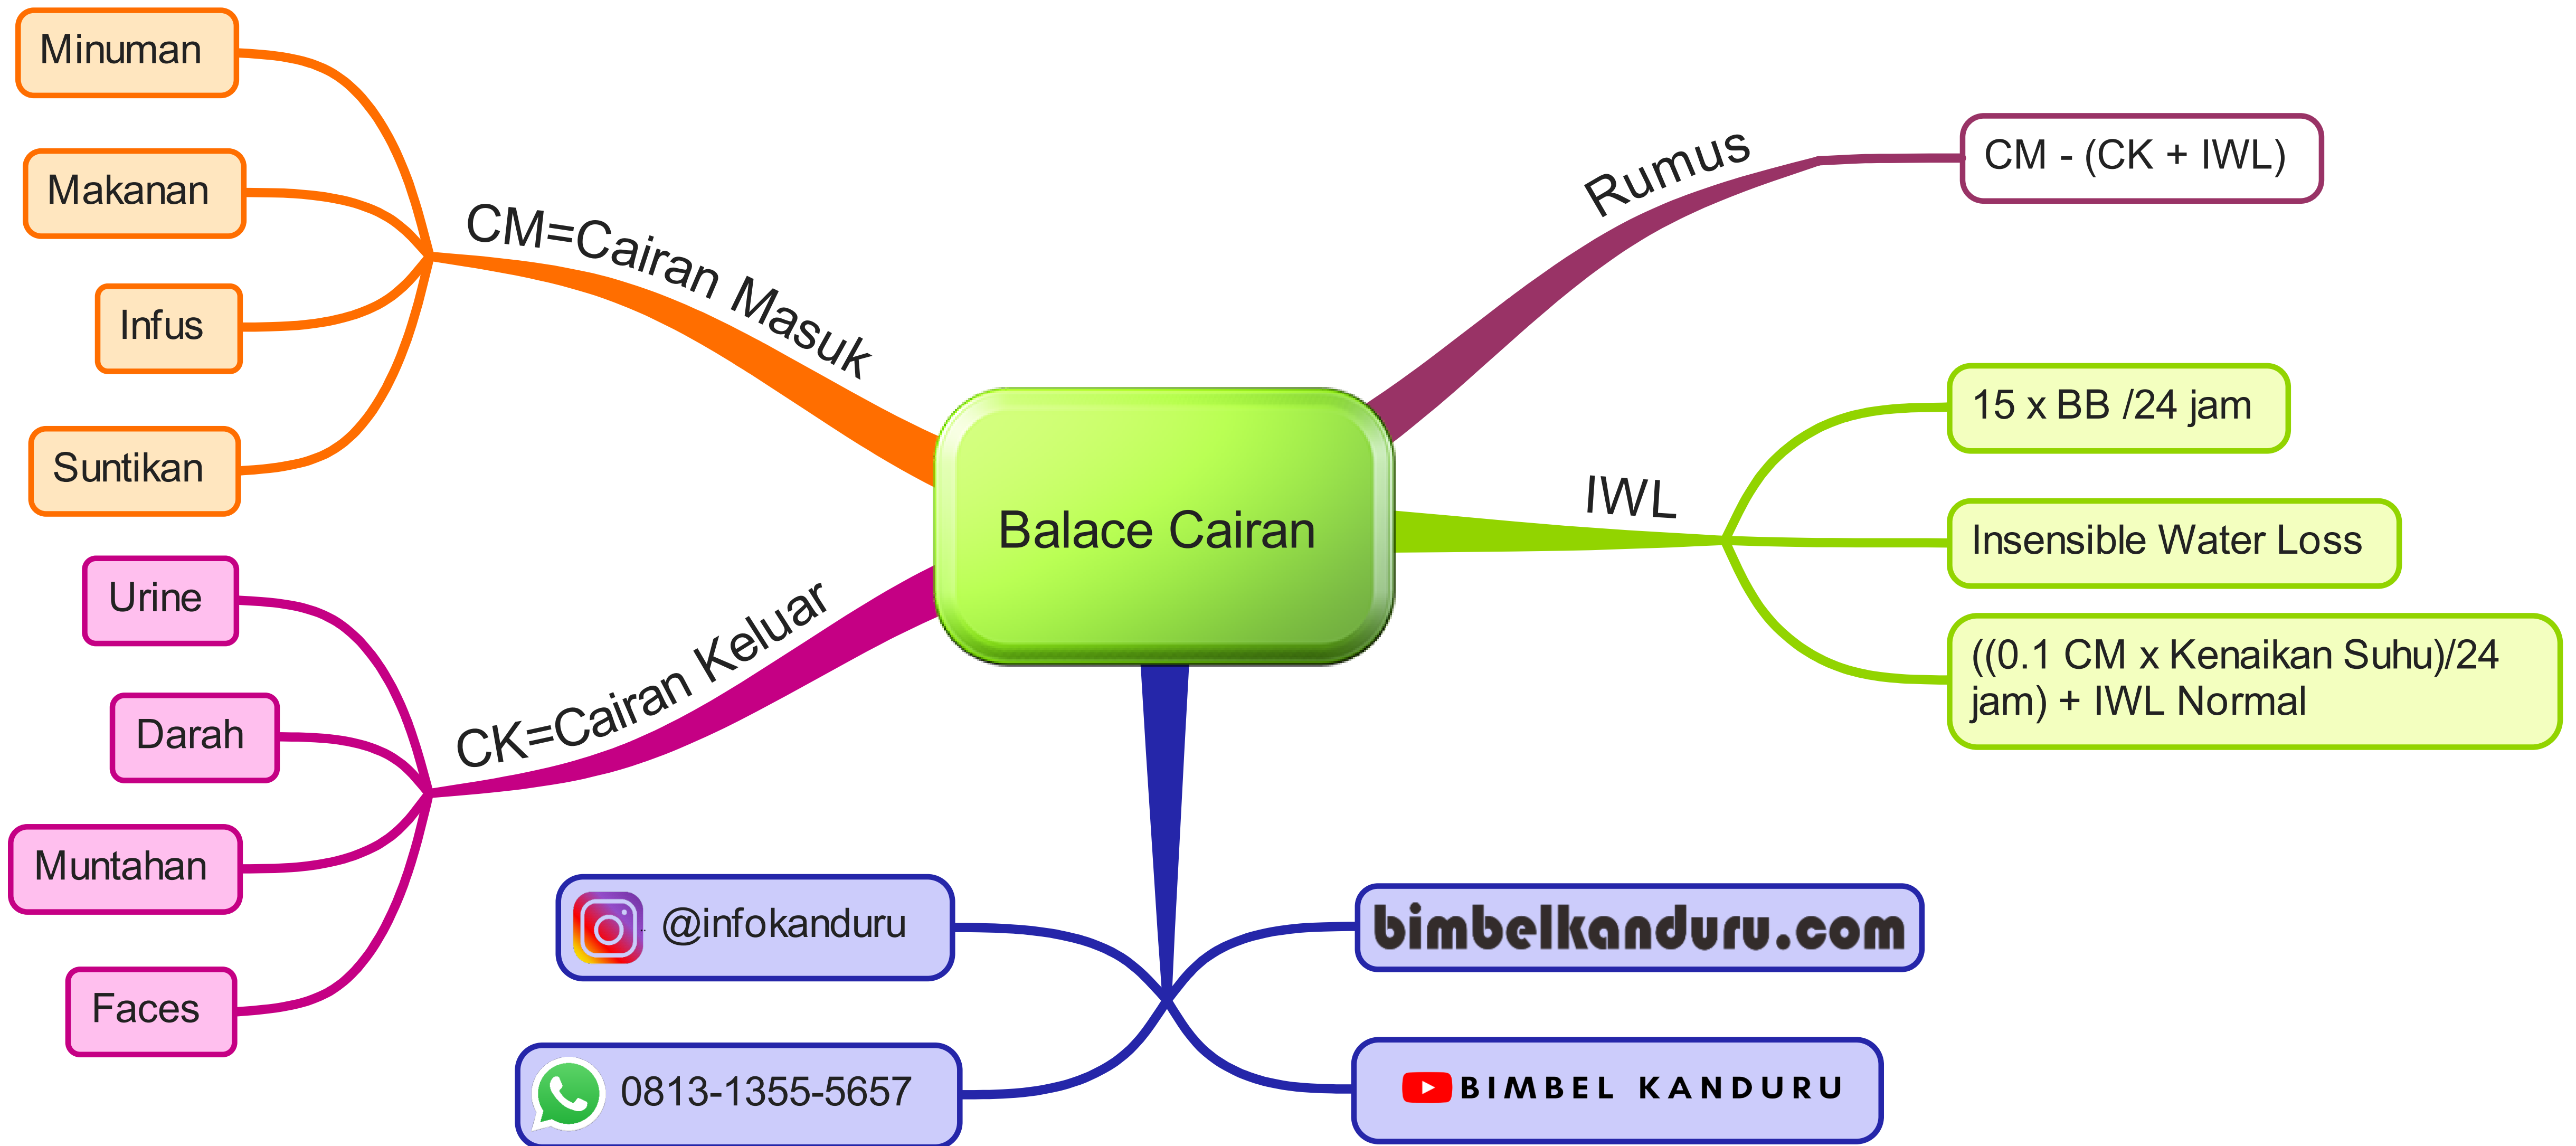 Balace Cairan
CM=Cairan Masuk
Minuman
Makanan
Infus
Suntikan
CK=Cairan Keluar
Urine
Darah
Muntahan
Faces
Rumus
CM - (CK + IWL)
IWL
15 x BB /24 jam
Insensible Water Loss
((0.1 CM x Kenaikan Suhu)/24
jam) + IWL Normal
@infokanduru
0813-1355-5657
bimbelkanduru.com
BIMBEL KANDURU